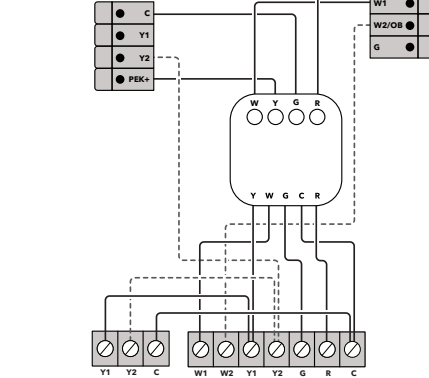 W1
C
W2/OB
Y1
G
Y2
PEK+
W Y G R
Y W G C R
Y1 Y2 C W1 W2 Y1 Y2 G R C